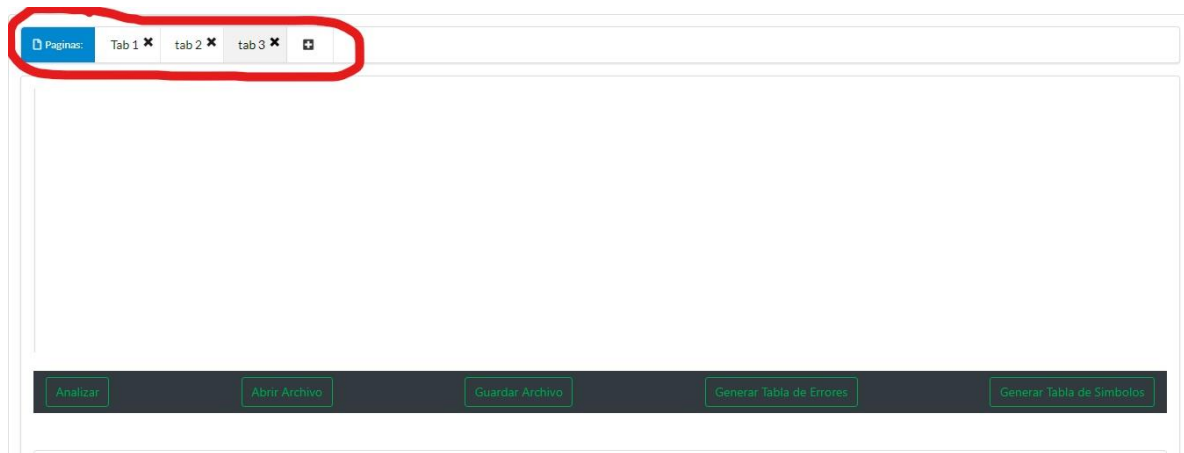 Paginas: Tab 1 tab 2 tab 3
Analizar Abrir Archivo Guardar Archivo Generar Tabla de Errores Generar Tabla de Simbolos